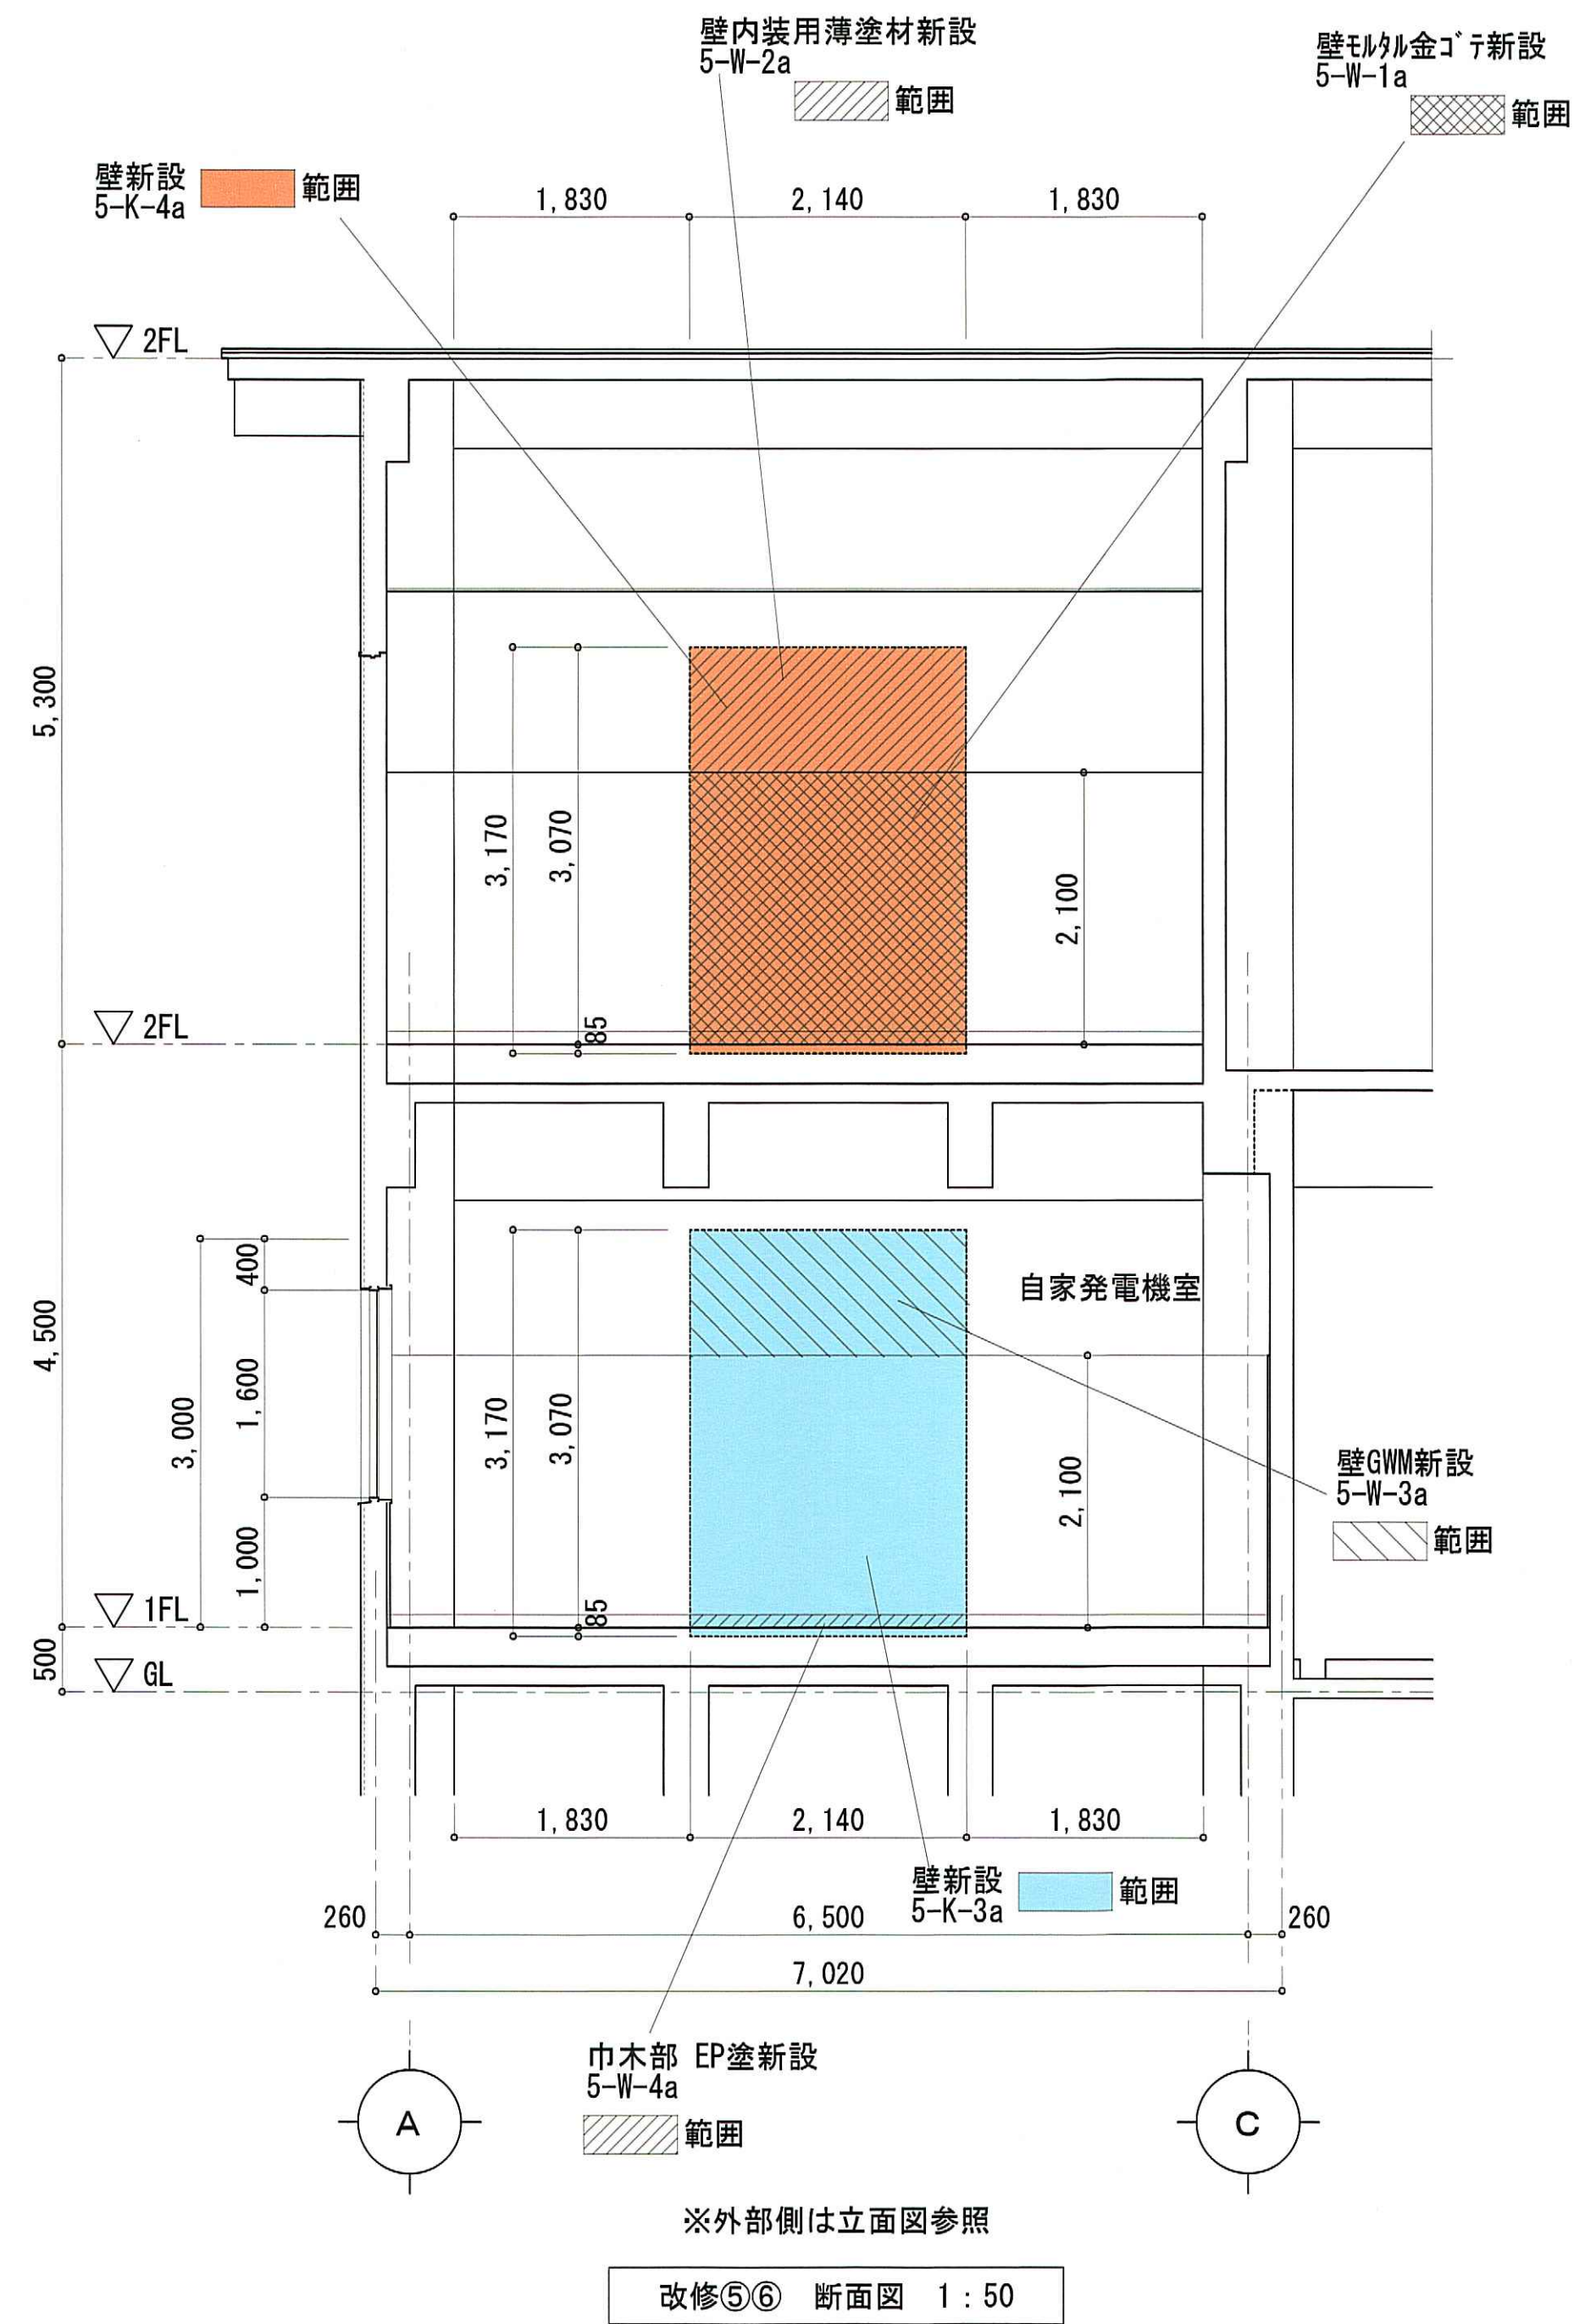 壁内装用薄塗材新設
5-W-2a
範囲
壁ﾓﾙﾀﾙ金ｺﾞﾃ新設
5-W-1a
範囲
壁新設
5-K-4a
範囲
1,830
2,140
1,830
2FL
5,300
3,170
3,070
85
2,100
2FL
自家発電機室
400
1,600
1,000
3,000
4,500
3,170
3,070
85
2,100
壁GWM新設
5-W-3a
範囲
1FL
500
GL
1,830
2,140
1,830
壁新設
5-K-3a
範囲
260
6,500
260
7,020
巾木部 EP塗新設
5-W-4a
範囲
A
C
※外部側は立面図参照
改修⑤⑥ 断面図 1:50